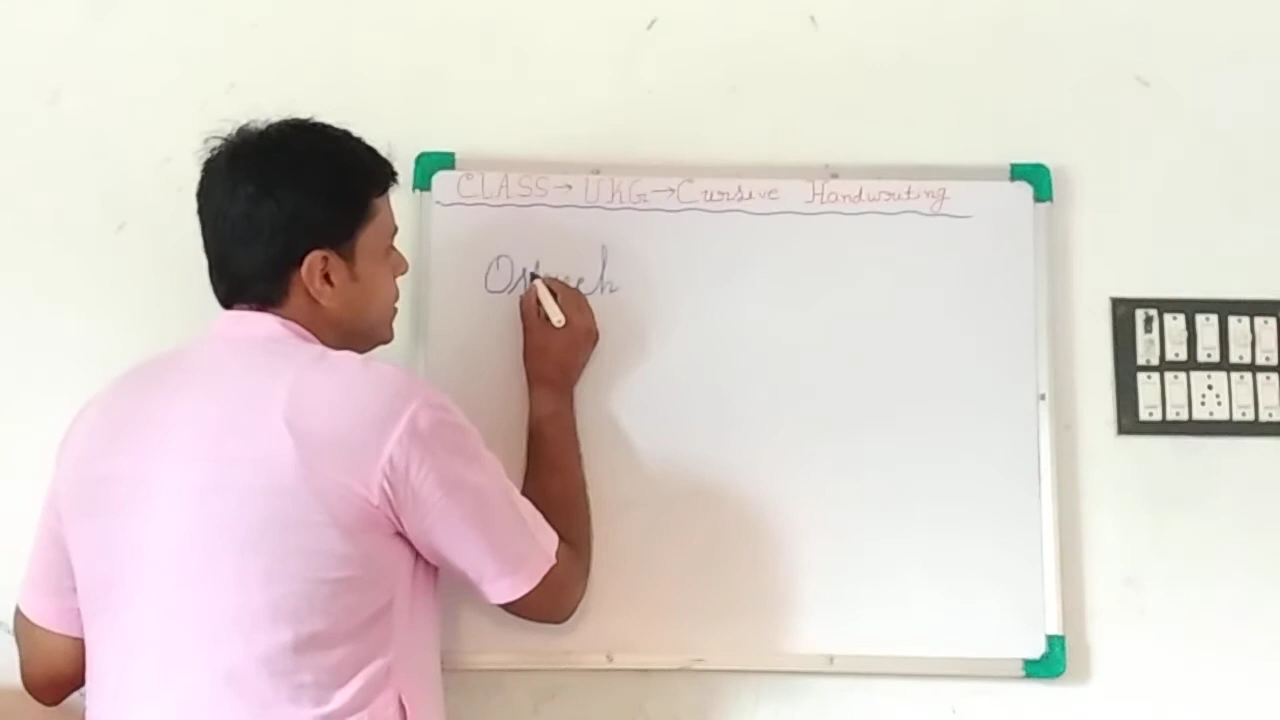 CLASS → UKG → Cursive Handwriting